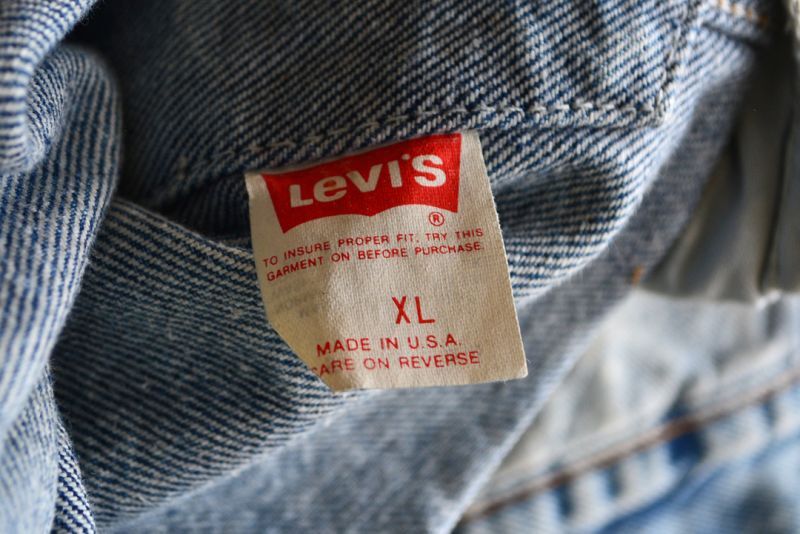 Levi's
®
TO INSURE PROPER FIT, TRY THIS
GARMENT ON BEFORE PURCHASE.
XL
MADE IN U.S.A.
CARE ON REVERSE